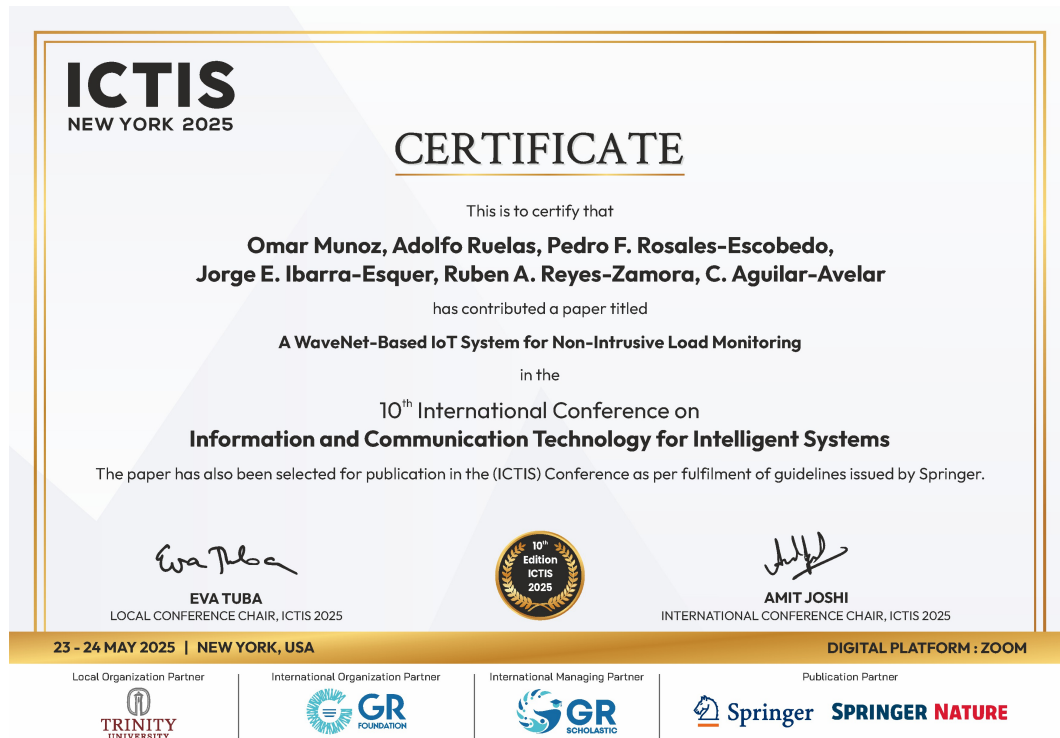 ICTIS
NEW YORK 2025
CERTIFICATE
This is to certify that
Omar Munoz, Adolfo Ruelas, Pedro F. Rosales-Escobedo,
Jorge E. Ibarra-Esquer, Ruben A. Reyes-Zamora, C. Aguilar-Avelar
has contributed a paper titled
A WaveNet-Based IoT System for Non-Intrusive Load Monitoring
in the
10th International Conference on
Information and Communication Technology for Intelligent Systems
The paper has also been selected for publication in the (ICTIS) Conference as per fulfilment of guidelines issued by Springer.
Eva Tuba
EVA TUBA
LOCAL CONFERENCE CHAIR, ICTIS 2025
10th
Edition
ICTIS
2025
AMIT JOSHI
INTERNATIONAL CONFERENCE CHAIR, ICTIS 2025
23 - 24 MAY 2025 | NEW YORK, USA
DIGITAL PLATFORM : ZOOM
Local Organization Partner
TRINITY
UNIVERSITY
International Organization Partner
GR
FOUNDATION
International Managing Partner
GR
SCHOLASTIC
Publication Partner
Springer
SPRINGER NATURE